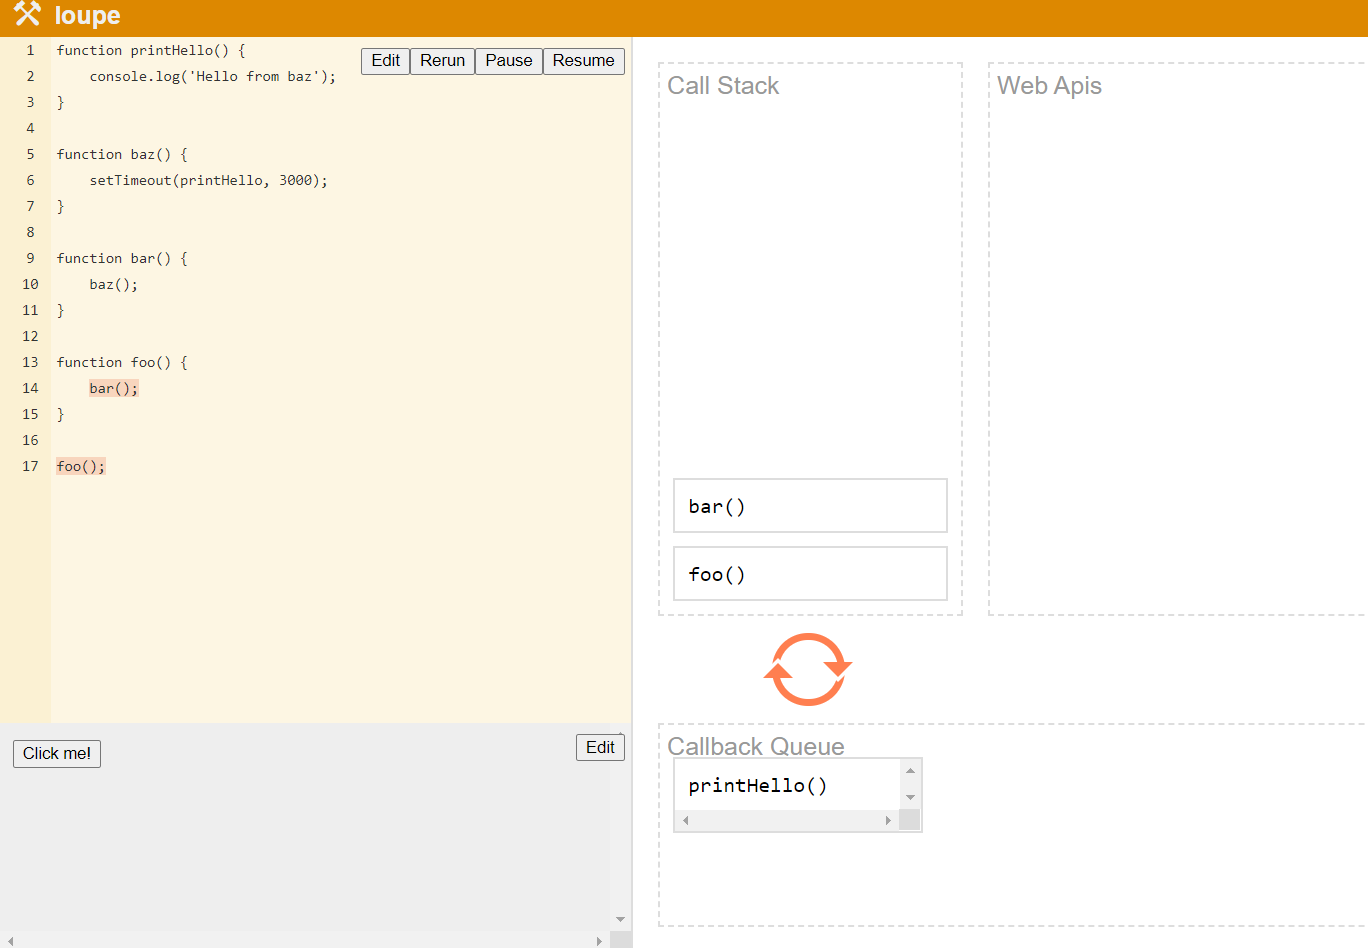 loupe
1 function printHello() {
2     console.log('Hello from baz');
3 }
4
5 function baz() {
6     setTimeout(printHello, 3000);
7 }
8
9 function bar() {
10     baz();
11 }
12
13 function foo() {
14     bar();
15 }
16
17 foo();
Edit Rerun Pause Resume
Click me!
Edit
Call Stack
bar()
foo()
Web Apis
Callback Queue
printHello()